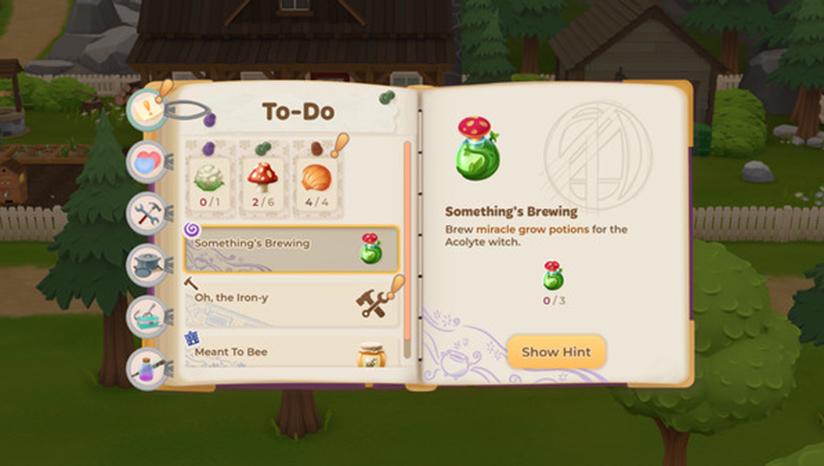 To-Do
0/1
2/6
4/4
Something's Brewing
Oh, the Iron-y
Meant To Bee
Something's Brewing
Brew miracle grow potions for the
Acolyte witch.
0/3
Show Hint